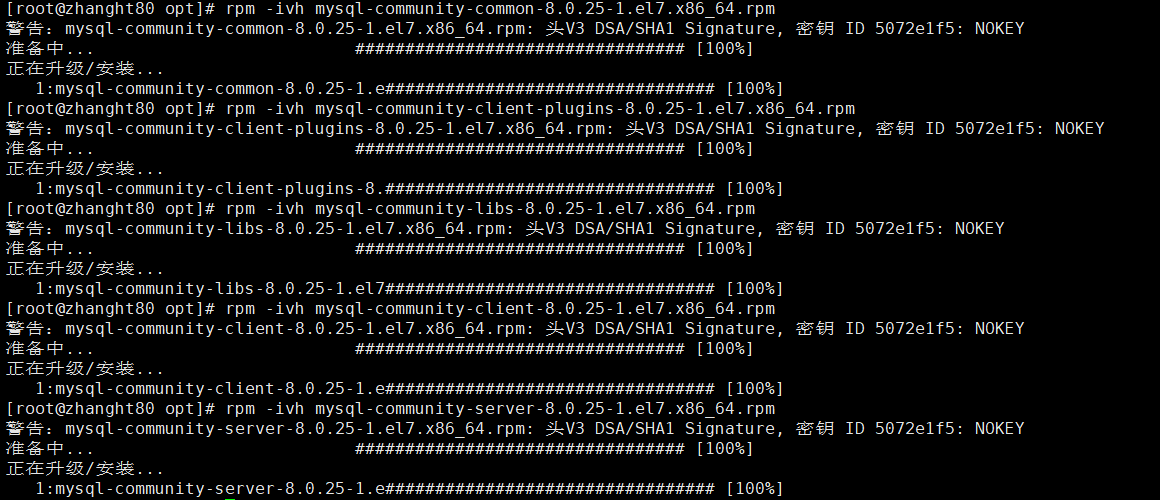 [root@zhanght80 opt]# rpm -ivh mysql-community-common-8.0.25-1.el7.x86_64.rpm
警告：mysql-community-common-8.0.25-1.el7.x86_64.rpm: 头V3 DSA/SHA1 Signature, 密钥 ID 5072e1f5: NOKEY
准备中... ################################# [100%]
正在升级/安装...
1:mysql-community-common-8.0.25-1.e################################# [100%]
[root@zhanght80 opt]# rpm -ivh mysql-community-client-plugins-8.0.25-1.el7.x86_64.rpm
警告：mysql-community-client-plugins-8.0.25-1.el7.x86_64.rpm: 头V3 DSA/SHA1 Signature, 密钥 ID 5072e1f5: NOKEY
准备中... ################################# [100%]
正在升级/安装...
1:mysql-community-client-plugins-8.################################# [100%]
[root@zhanght80 opt]# rpm -ivh mysql-community-libs-8.0.25-1.el7.x86_64.rpm
警告：mysql-community-libs-8.0.25-1.el7.x86_64.rpm: 头V3 DSA/SHA1 Signature, 密钥 ID 5072e1f5: NOKEY
准备中... ################################# [100%]
正在升级/安装...
1:mysql-community-libs-8.0.25-1.el7################################# [100%]
[root@zhanght80 opt]# rpm -ivh mysql-community-client-8.0.25-1.el7.x86_64.rpm
警告：mysql-community-client-8.0.25-1.el7.x86_64.rpm: 头V3 DSA/SHA1 Signature, 密钥 ID 5072e1f5: NOKEY
准备中... ################################# [100%]
正在升级/安装...
1:mysql-community-client-8.0.25-1.e################################# [100%]
[root@zhanght80 opt]# rpm -ivh mysql-community-server-8.0.25-1.el7.x86_64.rpm
警告：mysql-community-server-8.0.25-1.el7.x86_64.rpm: 头V3 DSA/SHA1 Signature, 密钥 ID 5072e1f5: NOKEY
准备中... ################################# [100%]
正在升级/安装...
1:mysql-community-server-8.0.25-1.e################################# [100%]